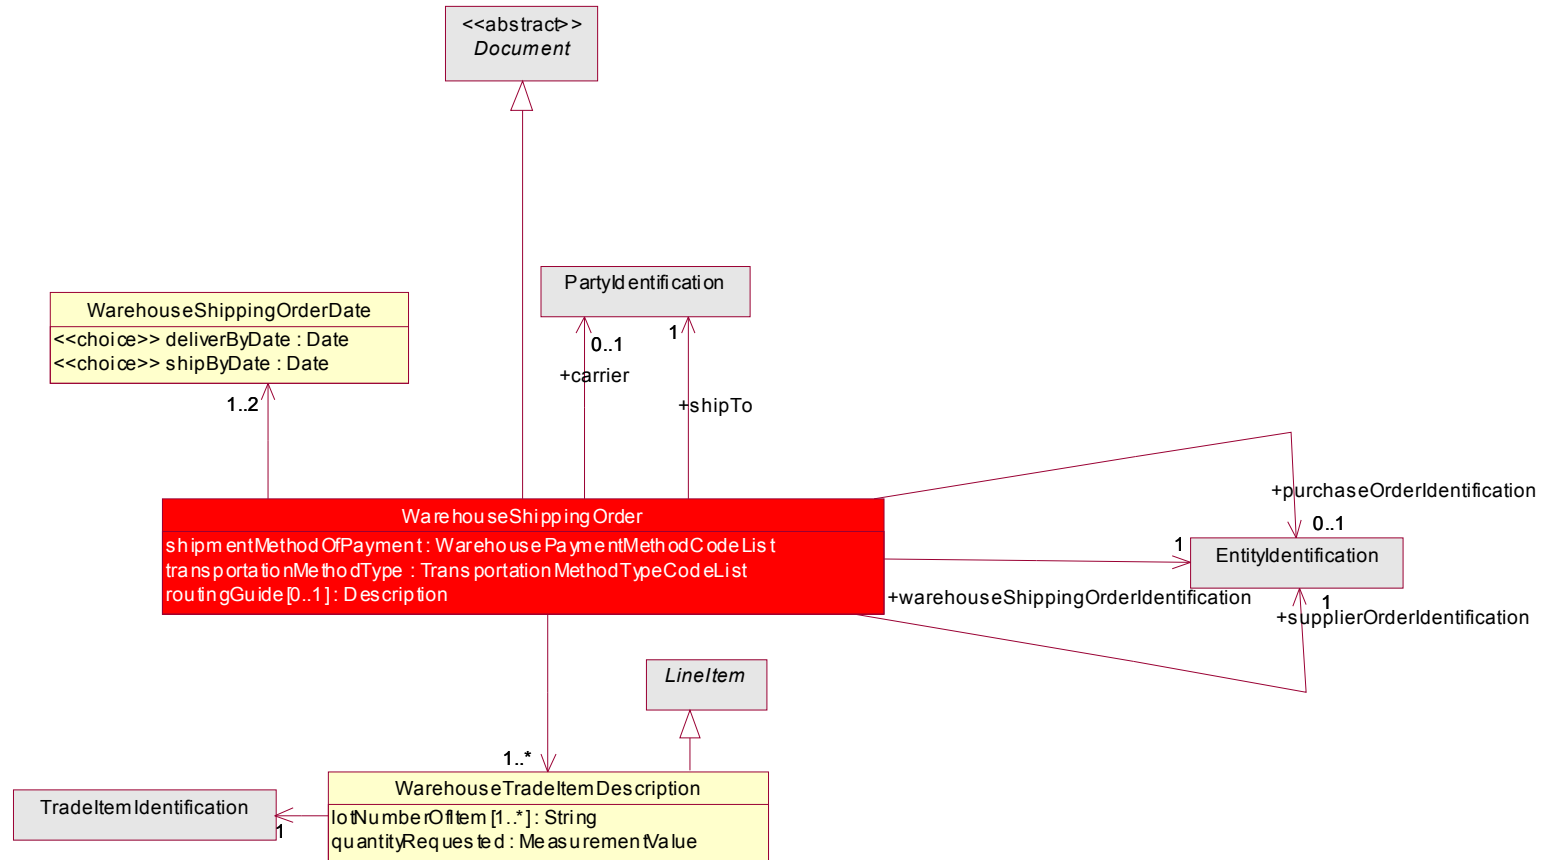 <<abstract>>
Document
PartyIdentification
WarehouseShippingOrderDate
<<choice>> deliverByDate : Date
<<choice>> shipByDate : Date
1..2
0..1
1
+carrier
+shipTo
+purchaseOrderIdentification
0..1
WarehouseShippingOrder
shipmentMethodOfPayment : WarehousePaymentMethodCodeList
transportationMethodType : TransportationMethodTypeCodeList
routingGuide[0..1] : Description
1
EntityIdentification
+warehouseShippingOrderIdentification
1
+supplierOrderIdentification
LineItem
1..*
WarehouseTradeItemDescription
lotNumberOfItem[1..*] : String
quantityRequested : MeasurementValue
TradeItemIdentification
1